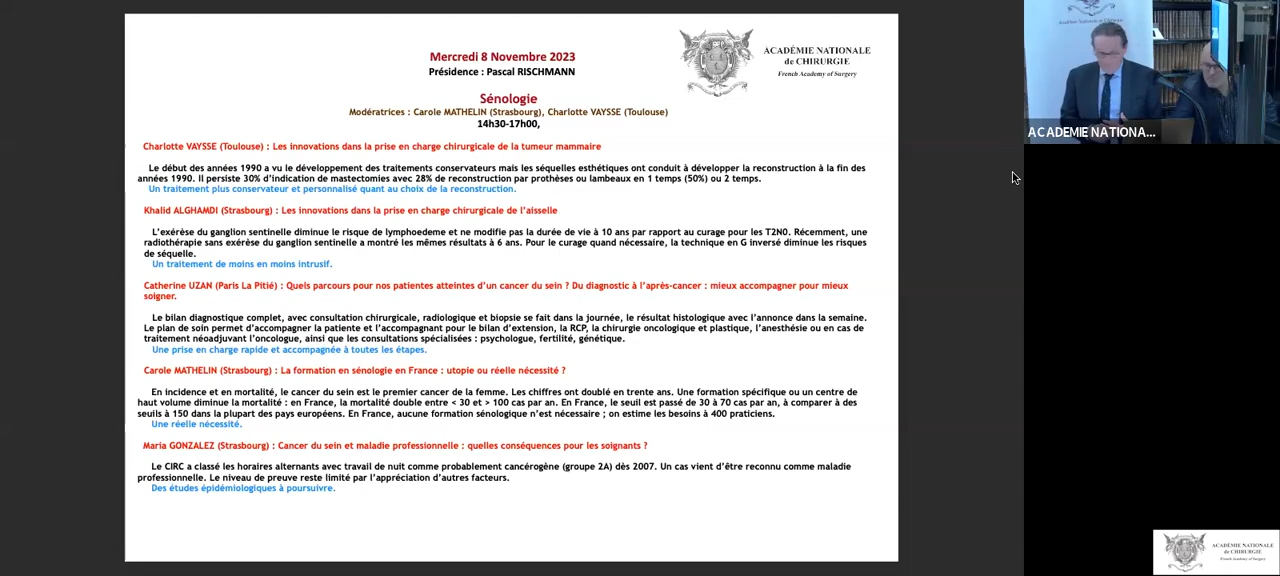 Mercredi 8 Novembre 2023
Présidence : Pascal RISCHMANN
ACADÉMIE NATIONALE
de CHIRURGIE
French Academy of Surgery
Sénologie
Modératrices : Carole MATHELIN (Strasbourg), Charlotte VAYSSE (Toulouse)
14h30-17h00,
Charlotte VAYSSE (Toulouse) : Les innovations dans la prise en charge chirurgicale de la tumeur mammaire
Le début des années 1990 a vu le développement des traitements conservateurs mais les séquelles esthétiques ont conduit à développer la reconstruction à la fin des
années 1990. Il persiste 30% d’indication de mastectomies avec 28% de reconstruction par prothèses ou lambeaux en 1 temps (50%) ou 2 temps.
Un traitement plus conservateur et personnalisé quant au choix de la reconstruction.
Khalid ALGHAMDI (Strasbourg) : Les innovations dans la prise en charge chirurgicale de l’aisselle
L’exérèse du ganglion sentinelle diminue le risque de lymphoedeme et ne modifie pas la durée de vie à 10 ans par rapport au curage pour les T2N0. Récemment, une
radiothérapie sans exérèse du ganglion sentinelle a montré les mêmes résultats à 6 ans. Pour le curage quand nécessaire, la technique en G inversé diminue les risques
de séquelle.
Un traitement de moins en moins intrusif.
Catherine UZAN (Paris La Pitié) : Quels parcours pour nos patientes atteintes d’un cancer du sein ? Du diagnostic à l’après-cancer : mieux accompagner pour mieux
soigner.
Le bilan diagnostique complet, avec consultation chirurgicale, radiologique et biopsie se fait dans la journée, le résultat histologique avec l’annonce dans la semaine.
Le plan de soin permet d’accompagner la patiente et l’accompagnant pour le bilan d’extension, la RCP, la chirurgie oncologique et plastique, l’anesthésie ou en cas de
traitement néoadjuvant l’oncologue, ainsi que les consultations spécialisées : psychologue, fertilité, génétique.
Une prise en charge rapide et accompagnée à toutes les étapes.
Carole MATHELIN (Strasbourg) : La formation en sénologie en France : utopie ou réelle nécessité ?
En incidence et en mortalité, le cancer du sein est le premier cancer de la femme. Les chiffres ont doublé en trente ans. Une formation spécifique ou un centre de
haut volume diminue la mortalité : en France, la mortalité double entre < 30 et > 100 cas par an. En France, le seuil est passé de 30 à 70 cas par an, à comparer à des
seuils à 150 dans la plupart des pays européens. En France, aucune formation sénologique n’est nécessaire ; on estime les besoins à 400 praticiens.
Une réelle nécessité.
Maria GONZALEZ (Strasbourg) : Cancer du sein et maladie professionnelle : quelles conséquences pour les soignants ?
Le CIRC a classé les horaires alternants avec travail de nuit comme probablement cancérogène (groupe 2A) dès 2007. Un cas vient d’être reconnu comme maladie
professionnelle. Le niveau de preuve reste limité par l’appréciation d’autres facteurs.
Des études épidémiologiques à poursuivre.
ACADEMIE NATIONA...
ACADÉMIE NATIONALE
de CHIRURGIE
French Academy of Surgery